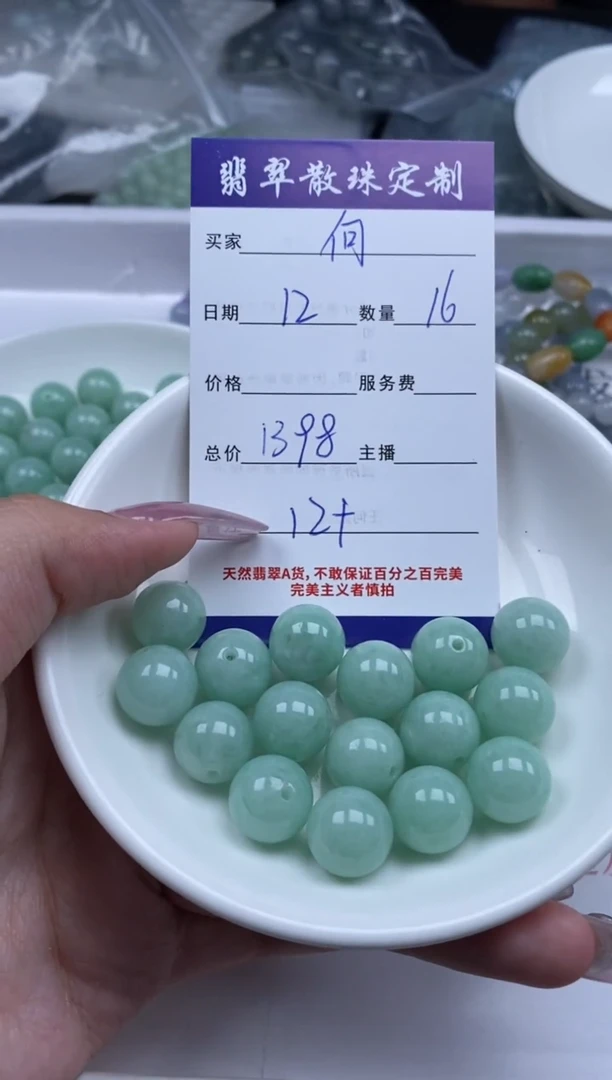 翡翠散珠定制
买家 何
日期 12 数量 16
价格 服务费
总价 1398 主播
12+
天然翡翠A货，不敢保证百分之百完美
完美主义者慎拍